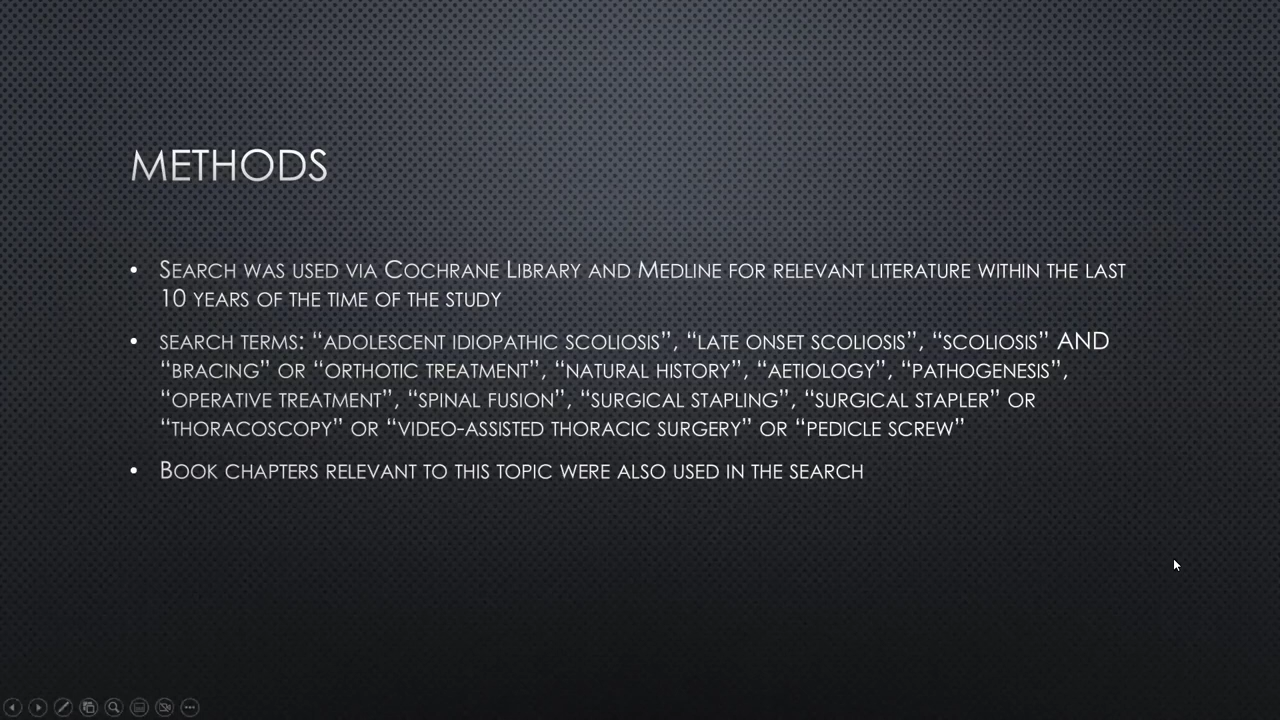 METHODS
• Search was used via Cochrane Library and Medline for relevant literature within the last
10 years of the time of the study
• search terms: “adolescent idiopathic scoliosis”, “late onset scoliosis”, “scoliosis” AND
“bracing” or “orthotic treatment”, “natural history”, “aetiology”, “pathogenesis”,
“operative treatment”, “spinal fusion”, “surgical stapling”, “surgical stapler” or
“thoracoscopy” or “video-assisted thoracic surgery” or “pedicle screw”
• Book chapters relevant to this topic were also used in the search